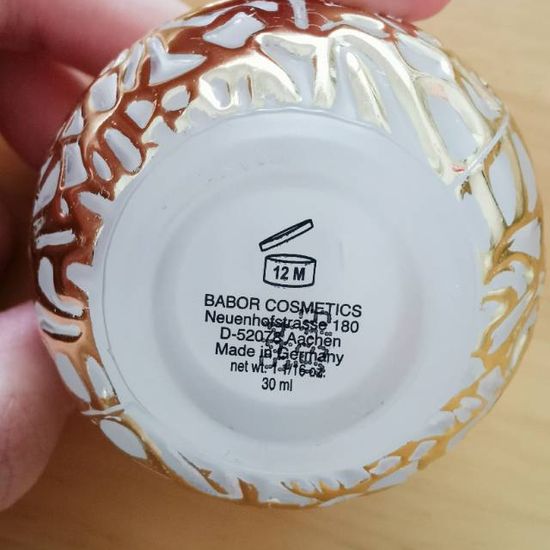 12 M
BABOR COSMETICS
Neuenhofstrasse 180
D-52078 Aachen
Made in Germany
net wt. 1 1/16 oz.
30 ml